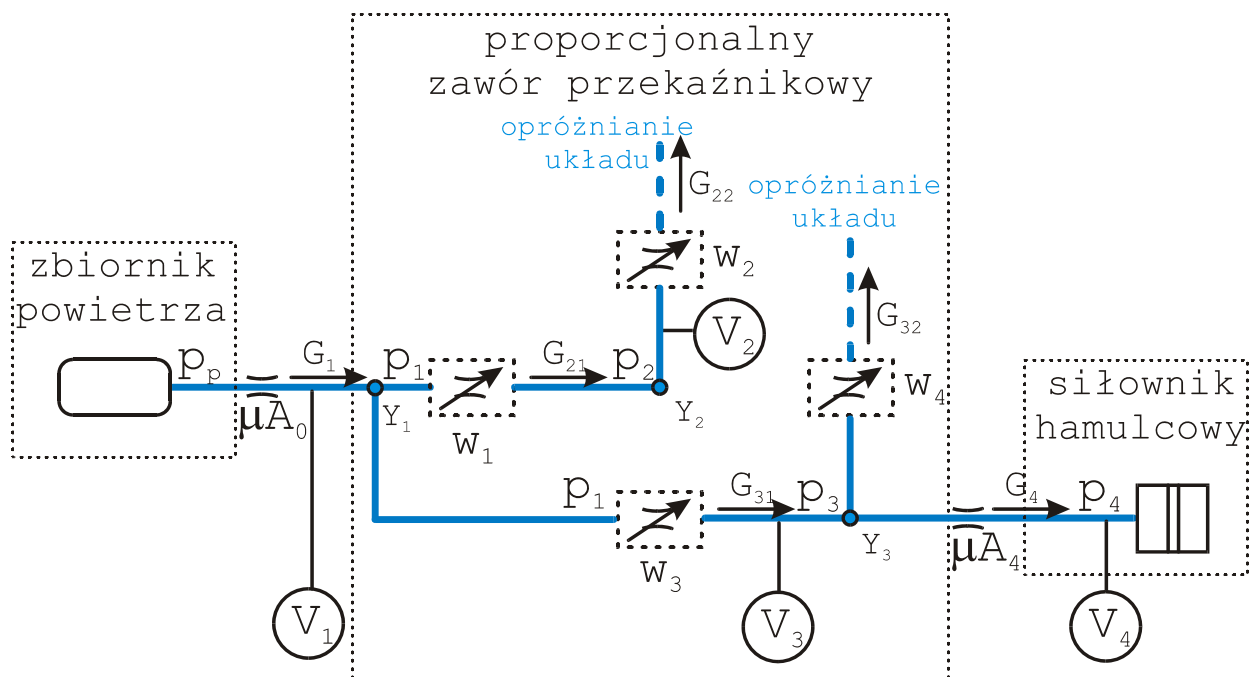 proporcjonalny
zawór przekaźnikowy
opróżnianie
układu
G₂₂
opróżnianie
układu
w₂
zbiornik
powietrza
V₂
G₃₂
pₚ
G₁
p₁
G₂₁
p₂
w₄
siłownik
hamulcowy
μA₀
Y₁
w₁
Y₂
p₁
G₃₁
p₃
G₄
p₄
w₃
Y₃
μA₄
V₁
V₃
V₄